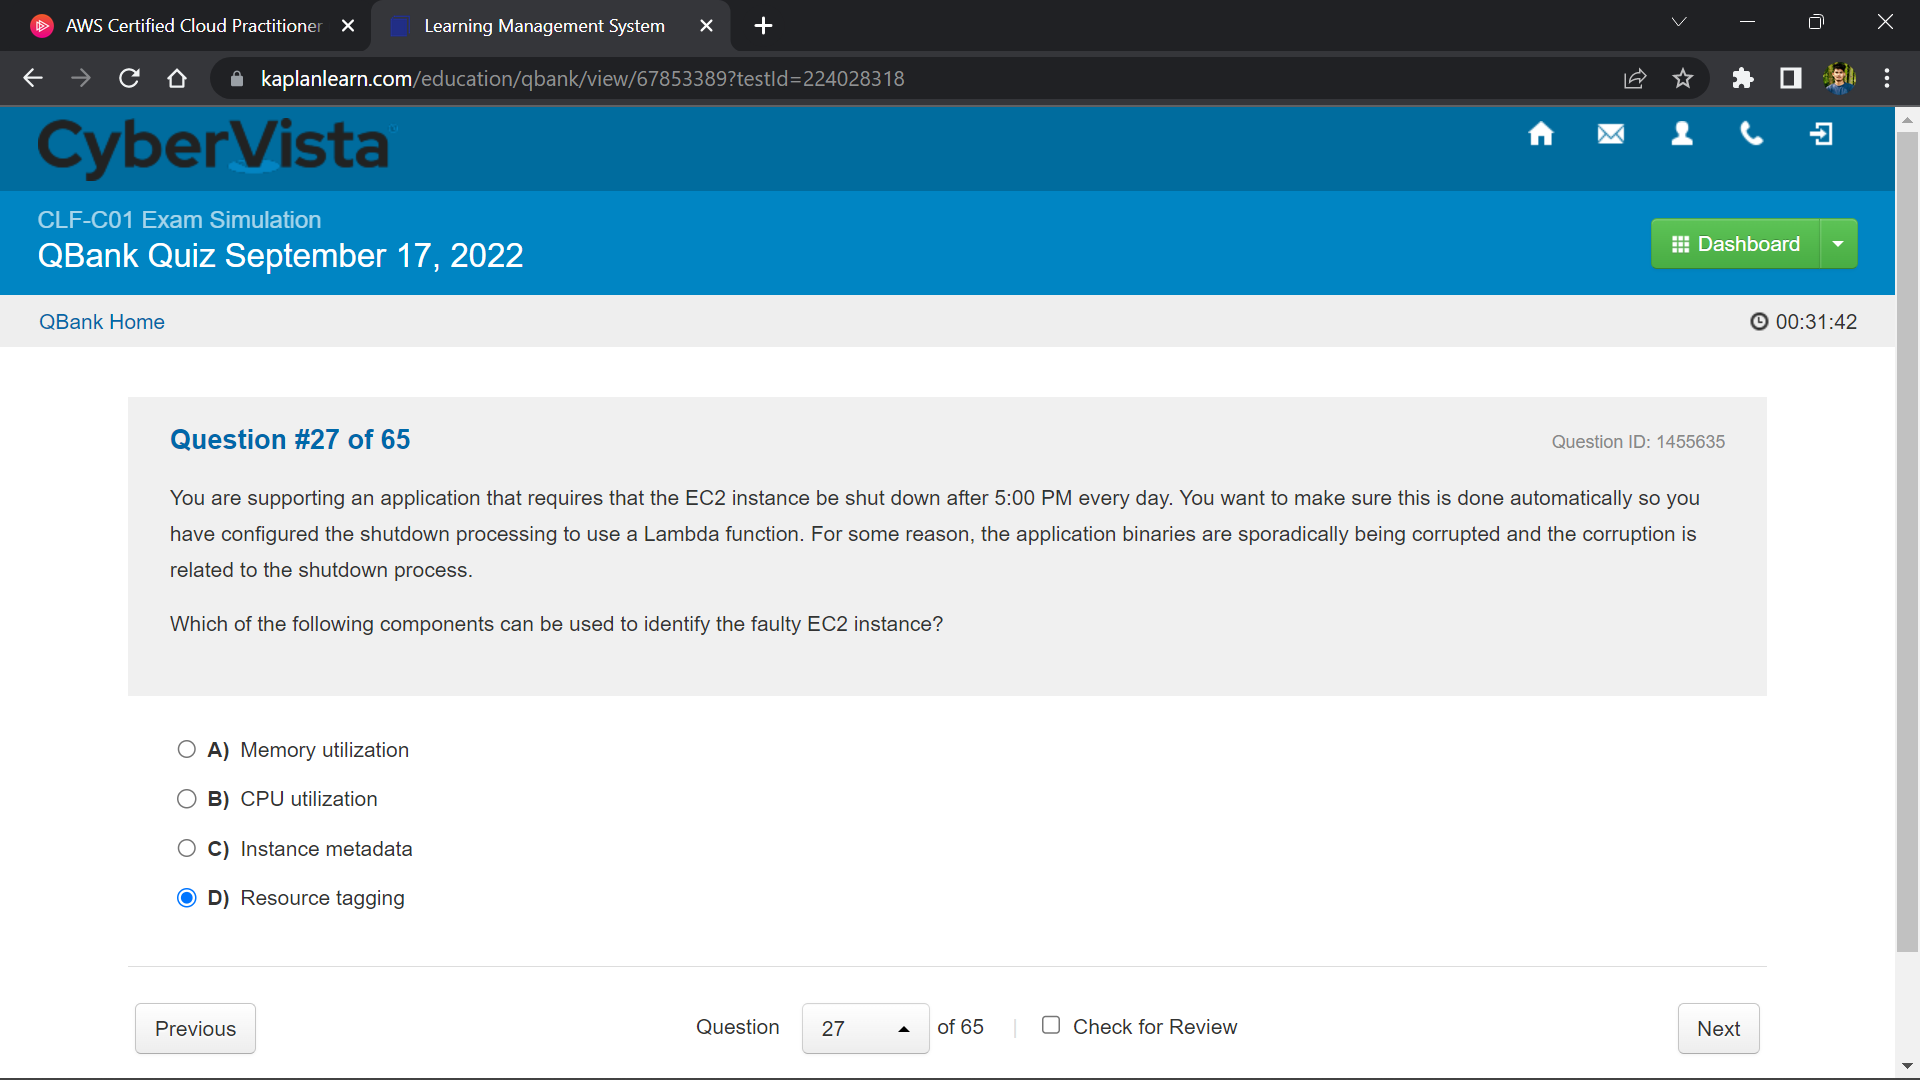 AWS Certified Cloud Practitioner
Learning Management System
kaplanlearn.com/education/qbank/view/67853389?testId=224028318
CyberVista
CLF-C01 Exam Simulation
QBank Quiz September 17, 2022
Dashboard
QBank Home
00:31:42
Question #27 of 65
Question ID: 1455635
You are supporting an application that requires that the EC2 instance be shut down after 5:00 PM every day. You want to make sure this is done automatically so you
have configured the shutdown processing to use a Lambda function. For some reason, the application binaries are sporadically being corrupted and the corruption is
related to the shutdown process.
Which of the following components can be used to identify the faulty EC2 instance?
A) Memory utilization
B) CPU utilization
C) Instance metadata
D) Resource tagging
Previous
Question 27 of 65 | Check for Review
Next